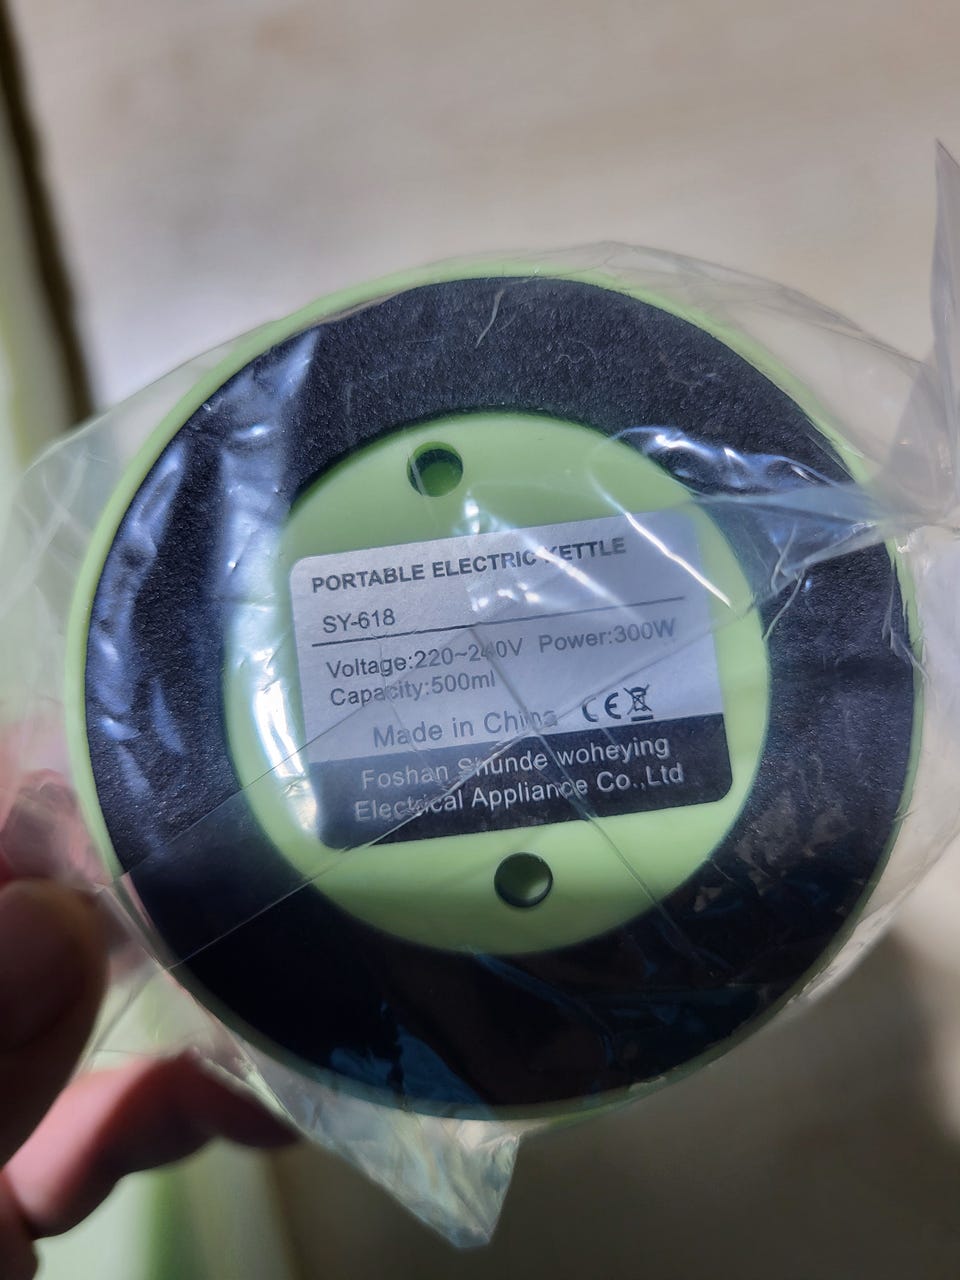 PORTABLE ELECTRIC KETTLE
SY-618
Voltage:220~240V Power:300W
Capacity:500ml
Made in China CE
Foshan Shunde woheying
Electrical Appliance Co.,Ltd